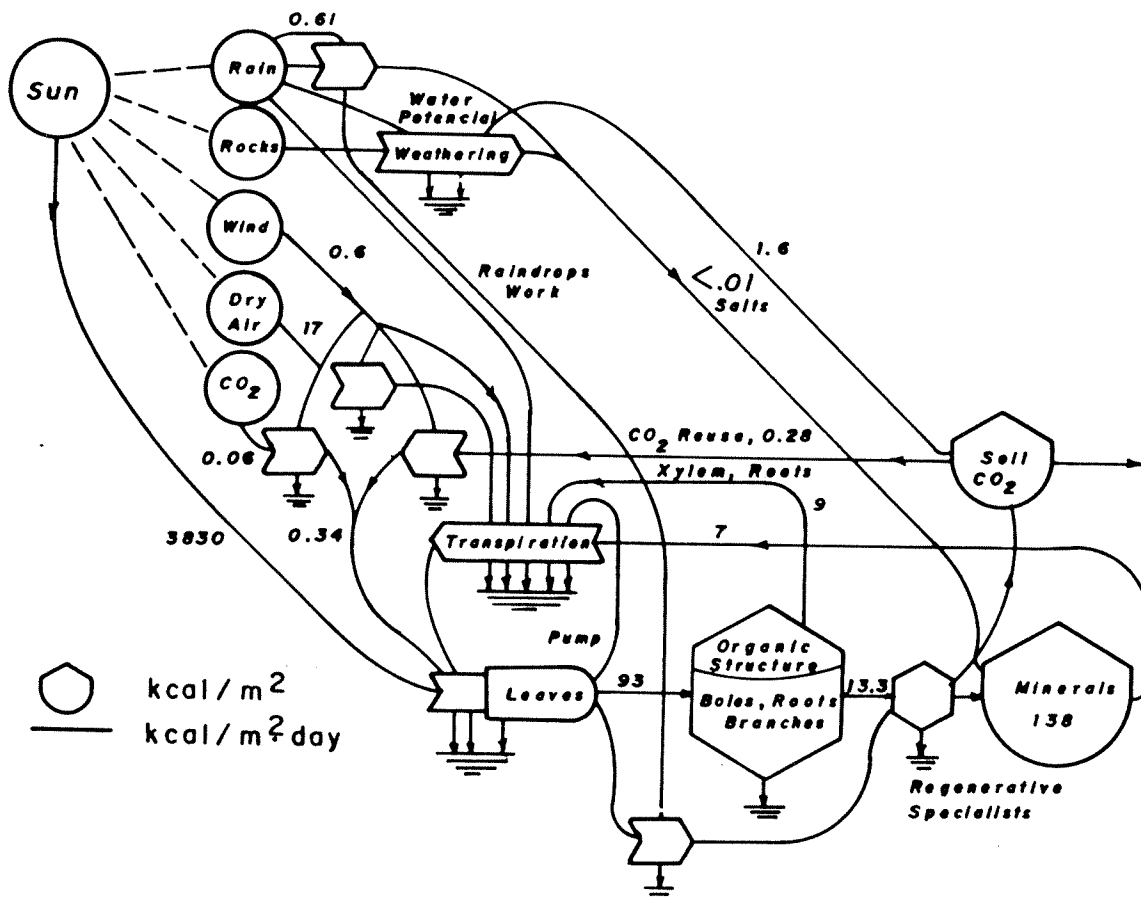 0.61
Sun
Rain
Water
Potencial
Rocks
Weathering
Wind
0.6
1.6
Raindrops
Work
<.01
Salts
Dry
Air
17
CO2
CO2 Reuse, 0.28
Soil
CO2
0.06
Xylem, Roots
9
3830
0.34
Transpiration
7
Pump
Organic
Structure
Leaves
93
Boles, Roots
Branches
13.3
Minerals
138
kcal/m2
kcal/m2 day
Regenerative
Specialists